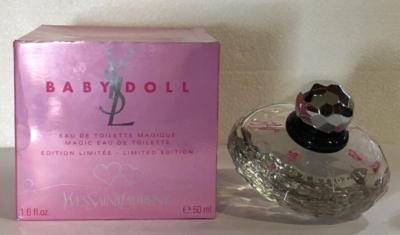 BABY DOLL
YSL
EAU DE TOILETTE MAGIQUE
MAGIC EAU DE TOILETTE
EDITION LIMITÉE - LIMITED EDITION
YVESSAINTLAURENT
1.6 fl.oz. e 50 ml